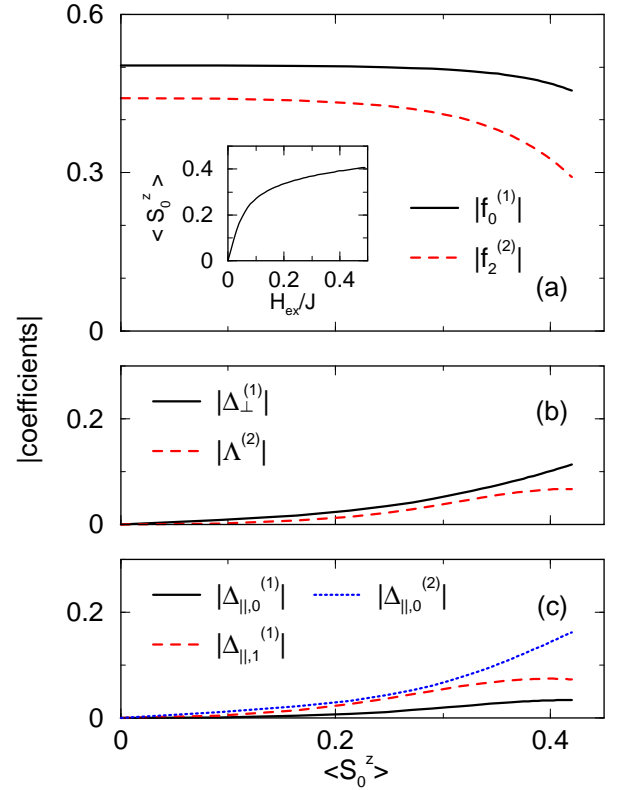 0.6
0.3
0
|coefficients|
< S_0^z >
0.4
0.2
0
0
0.2
0.4
H_ex/J
|f_0^(1)|
|f_2^(2)|
(a)
0.2
0
|Δ_⊥^(1)|
|Λ^(2)|
(b)
0.2
0
|Δ_||,0^(1)|
|Δ_||,0^(2)|
|Δ_||,1^(1)|
(c)
0
0.2
0.4
<S_0^z>